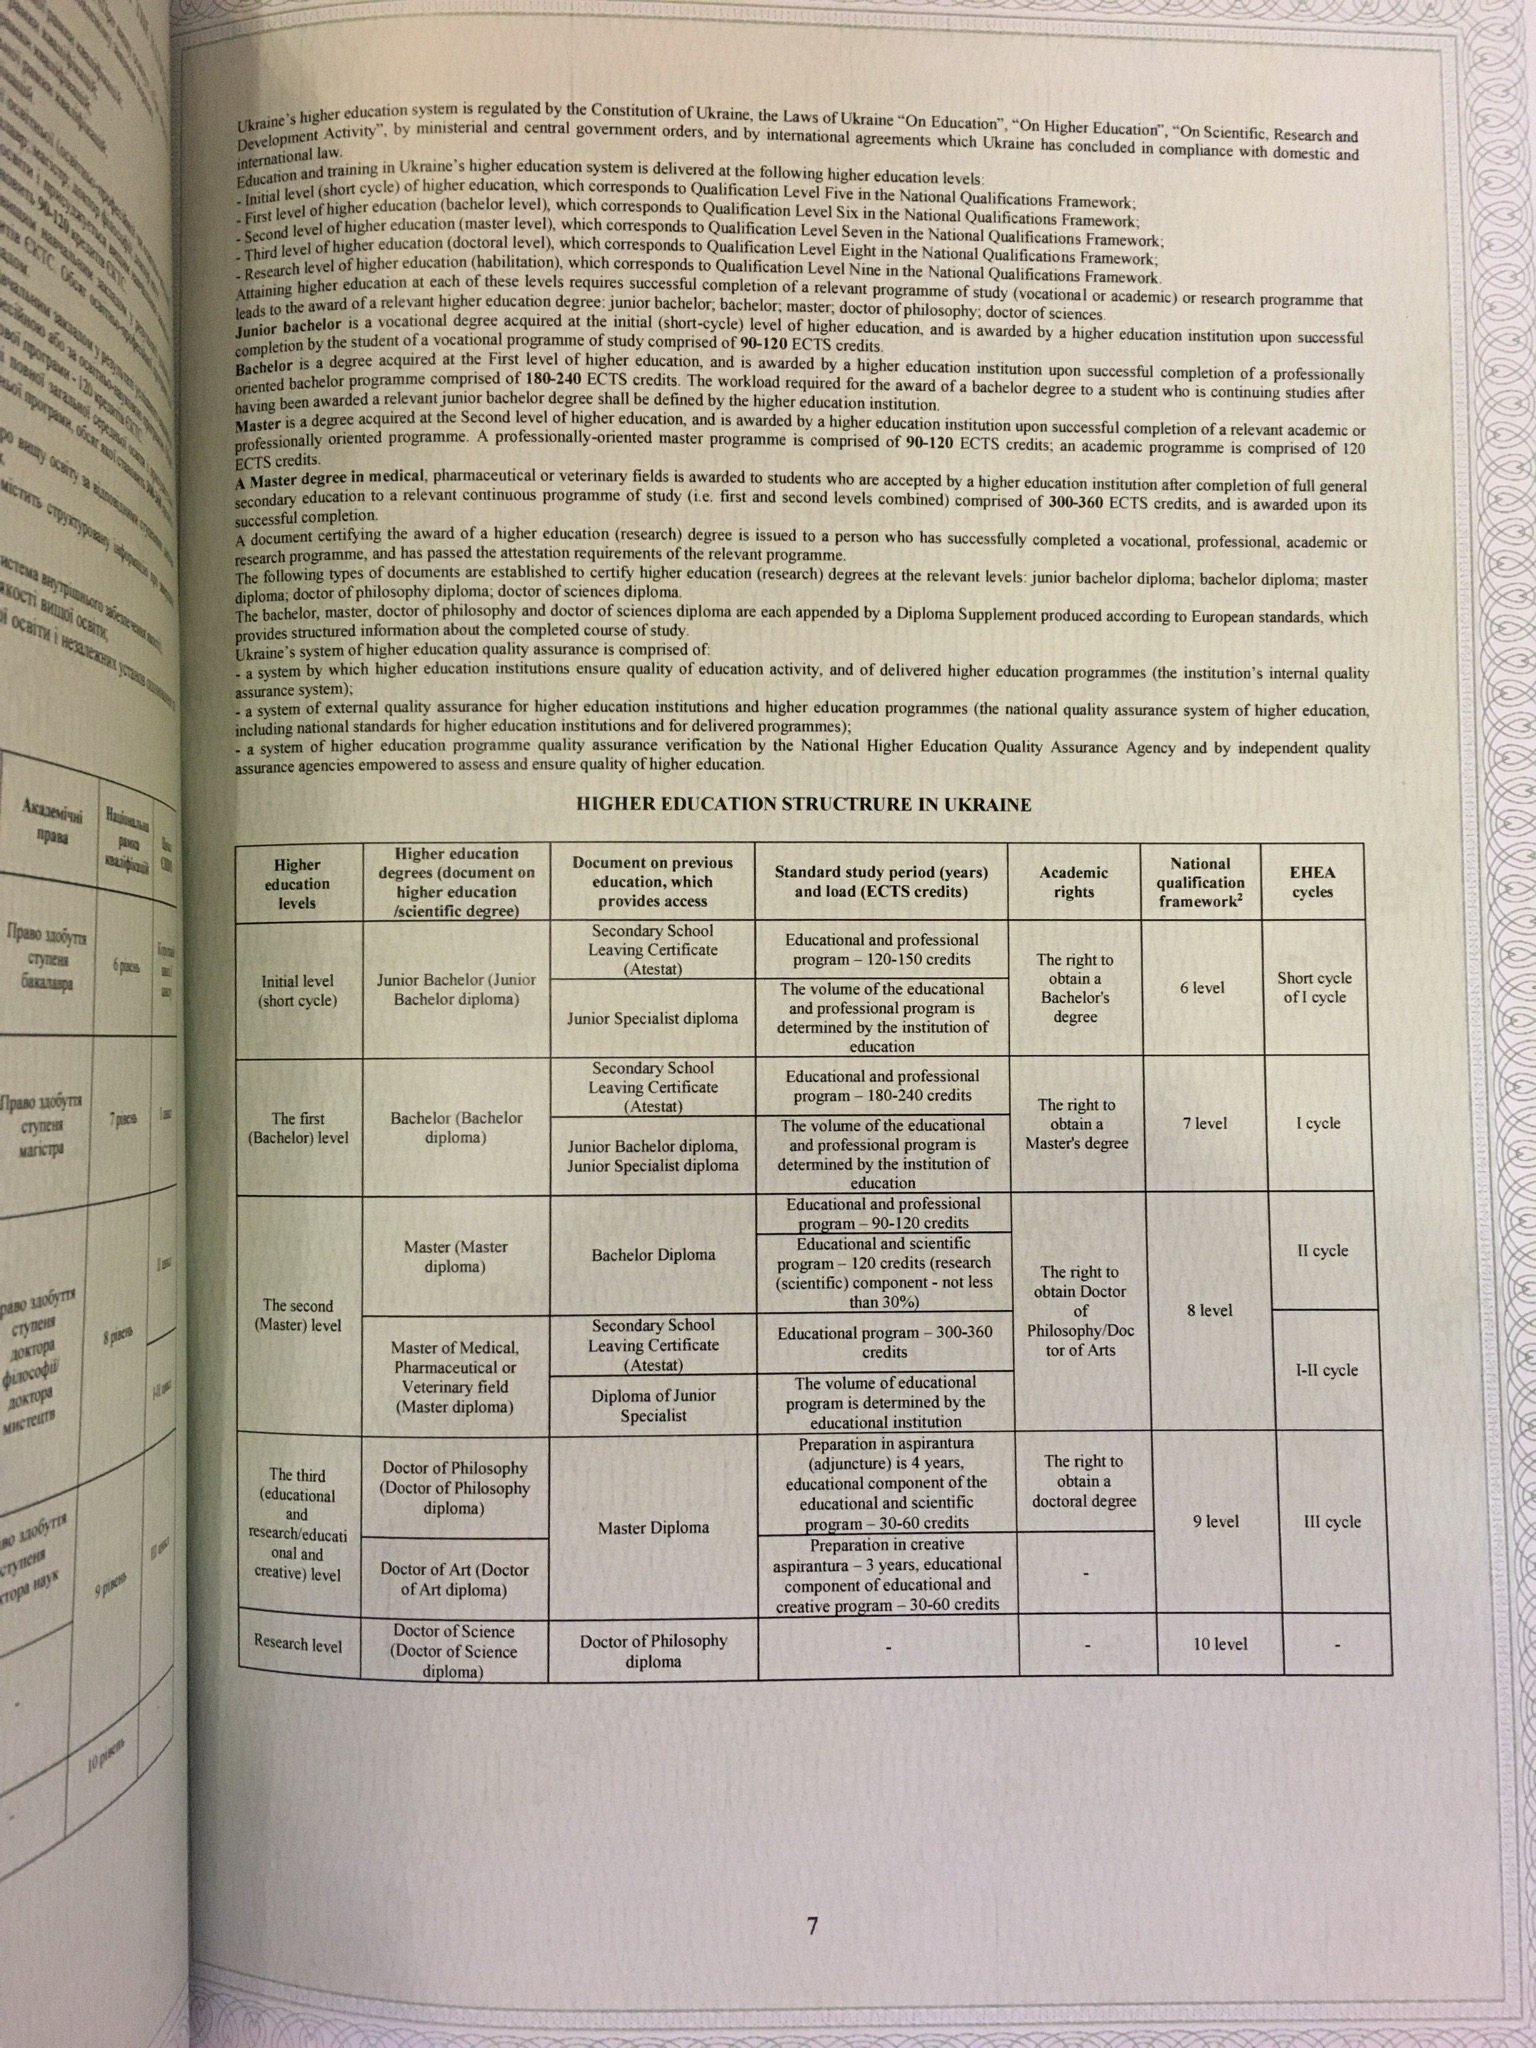 Ukraine's higher education system is regulated by the Constitution of Ukraine, the Laws of Ukraine “On Education”, “On Higher Education”, “On Scientific, Research and
Development Activity”, by ministerial and central government orders, and by international agreements which Ukraine has concluded in compliance with domestic and
international law.
Education and training in Ukraine's higher education system is delivered at the following higher education levels:
- Initial level (short cycle) of higher education, which corresponds to Qualification Level Five in the National Qualifications Framework;
- First level of higher education (bachelor level), which corresponds to Qualification Level Six in the National Qualifications Framework;
- Second level of higher education (master level), which corresponds to Qualification Level Seven in the National Qualifications Framework;
- Third level of higher education (doctoral level), which corresponds to Qualification Level Eight in the National Qualifications Framework;
- Research level of higher education (habilitation), which corresponds to Qualification Level Nine in the National Qualifications Framework.
Attaining higher education at each of these levels requires successful completion of a relevant programme of study (vocational or academic) or research programme that
leads to the award of a relevant higher education degree: junior bachelor; bachelor; master; doctor of philosophy; doctor of sciences.
Junior bachelor is a vocational degree acquired at the initial (short-cycle) level of higher education, and is awarded by a higher education institution upon successful
completion by the student of a vocational programme of study comprised of 90-120 ECTS credits.
Bachelor is a degree acquired at the First level of higher education, and is awarded by a higher education institution upon successful completion of a professionally
oriented bachelor programme comprised of 180-240 ECTS credits. The workload required for the award of a bachelor degree to a student who is continuing studies after
having been awarded a relevant junior bachelor degree shall be defined by the higher education institution.
Master is a degree acquired at the Second level of higher education, and is awarded by a higher education institution upon successful completion of a relevant academic or
professionally oriented programme. A professionally-oriented master programme is comprised of 90-120 ECTS credits; an academic programme is comprised of 120
ECTS credits.
A Master degree in medical, pharmaceutical or veterinary fields is awarded to students who are accepted by a higher education institution after completion of full general
secondary education to a relevant continuous programme of study (i.e. first and second levels combined) comprised of 300-360 ECTS credits, and is awarded upon its
successful completion.
A document certifying the award of a higher education (research) degree is issued to a person who has successfully completed a vocational, professional, academic or
research programme, and has passed the attestation requirements of the relevant programme.
The following types of documents are established to certify higher education (research) degrees at the relevant levels: junior bachelor diploma; bachelor diploma; master
diploma; doctor of philosophy diploma; doctor of sciences diploma.
The bachelor, master, doctor of philosophy and doctor of sciences diploma are each appended by a Diploma Supplement produced according to European standards, which
provides structured information about the completed course of study.
Ukraine's system of higher education quality assurance is comprised of:
- a system by which higher education institutions ensure quality of education activity, and of delivered higher education programmes (the institution's internal quality
assurance system);
- a system of external quality assurance for higher education institutions and higher education programmes (the national quality assurance system of higher education,
including national standards for higher education institutions and for delivered programmes);
- a system of higher education programme quality assurance verification by the National Higher Education Quality Assurance Agency and by independent quality
assurance agencies empowered to assess and ensure quality of higher education.
HIGHER EDUCATION STRUCTRURE IN UKRAINE
Higher
education
levels
Higher education
degrees (document on
higher education
/scientific degree)
Document on previous
education, which
provides access
Standard study period (years)
and load (ECTS credits)
Academic
rights
National
qualification
framework²
EHEA
cycles
Initial level
(short cycle)
Junior Bachelor (Junior
Bachelor diploma)
Secondary School
Leaving Certificate
(Atestat)
Educational and professional
program – 120-150 credits
Junior Specialist diploma
The volume of the educational
and professional program is
determined by the institution of
education
The right to
obtain a
Bachelor's
degree
6 level
Short cycle
of I cycle
The first
(Bachelor) level
Bachelor (Bachelor
diploma)
Secondary School
Leaving Certificate
(Atestat)
Educational and professional
program – 180-240 credits
Junior Bachelor diploma,
Junior Specialist diploma
The volume of the educational
and professional program is
determined by the institution of
education
The right to
obtain a
Master's degree
7 level
I cycle
The second
(Master) level
Master (Master
diploma)
Bachelor Diploma
Educational and professional
program – 90-120 credits
Educational and scientific
program – 120 credits (research
(scientific) component - not less
than 30%)
Master of Medical,
Pharmaceutical or
Veterinary field
(Master diploma)
Secondary School
Leaving Certificate
(Atestat)
Educational program – 300-360
credits
Diploma of Junior
Specialist
The volume of educational
program is determined by the
educational institution
The right to
obtain Doctor
of
Philosophy/Doc
tor of Arts
8 level
II cycle
I-II cycle
The third
(educational
and
research/educati
onal and
creative) level
Doctor of Philosophy
(Doctor of Philosophy
diploma)
Doctor of Art (Doctor
of Art diploma)
Master Diploma
Preparation in aspirantura
(adjuncture) is 4 years,
educational component of the
educational and scientific
program – 30-60 credits
Preparation in creative
aspirantura – 3 years, educational
component of educational and
creative program – 30-60 credits
The right to
obtain a
doctoral degree
-
9 level
III cycle
Research level
Doctor of Science
(Doctor of Science
diploma)
Doctor of Philosophy
diploma
-
-
10 level
-
7
Академічні
права
Національна
рамка
кваліфікацій
Право здобуття
ступеня
бакалавра
6 рівень
Право здобуття
ступеня
магістра
7 рівень
ступеня
доктора
філософії/
доктора
мистецтв
8 рівень
9 рівень
10 рівень